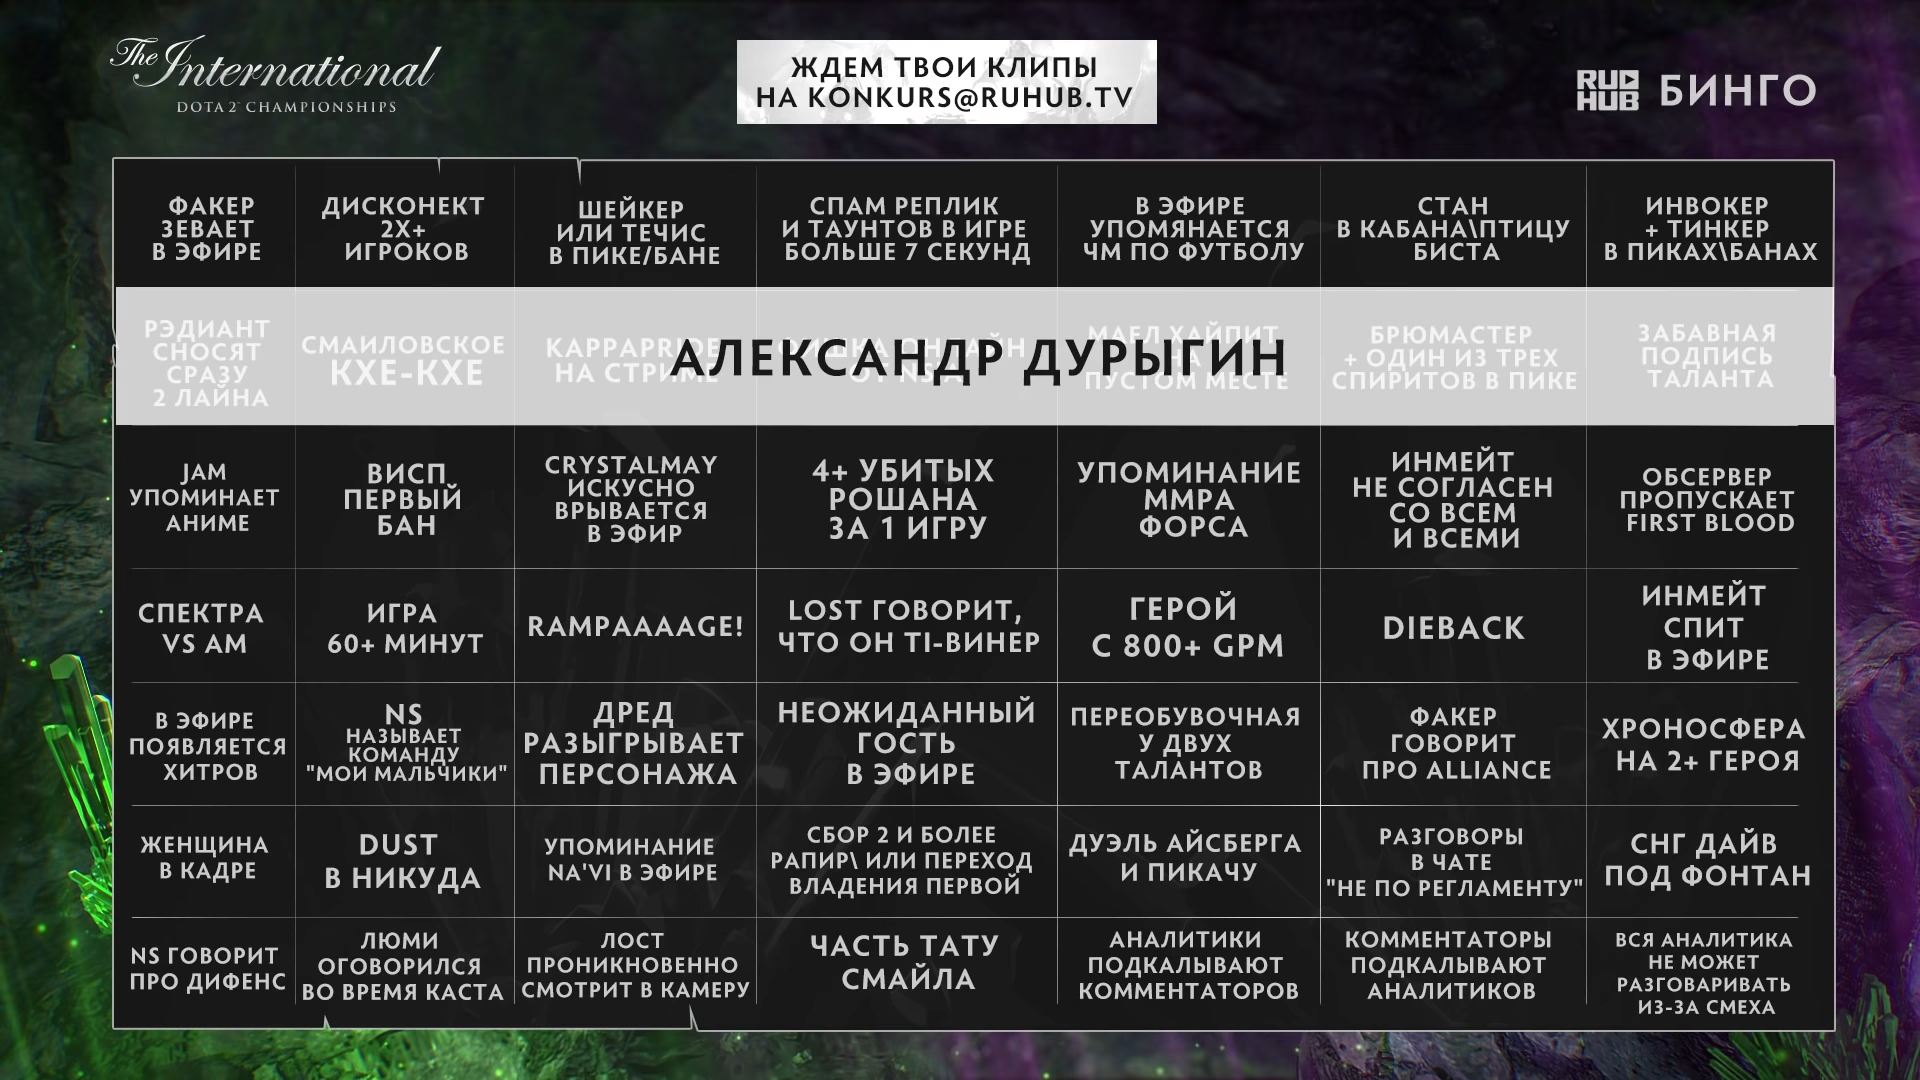 The International
DOTA 2 CHAMPIONSHIPS
ЖДЕМ ТВОИ КЛИПЫ
НА KONKURS@RUHUB.TV
RUHUB БИНГО
ФАКЕР
ЗЕВАЕТ
В ЭФИРЕ
ДИСКОНЕКТ
2Х+
ИГРОКОВ
ШЕЙКЕР
ИЛИ ТЕЧИС
В ПИКЕ/БАНЕ
СПАМ РЕПЛИК
И ТАУНТОВ В ИГРЕ
БОЛЬШЕ 7 СЕКУНД
В ЭФИРЕ
УПОМЯНАЕТСЯ
ЧМ ПО ФУТБОЛУ
СТАН
В КАБАНА\ПТИЦУ
БИСТА
ИНВОКЕР
+ ТИНКЕР
В ПИКАХ\БАНАХ
РЭДИАНТ
СНОСЯТ
СРАЗУ
2 ЛАЙНА
СМАИЛОВСКОЕ
КХЕ-КХЕ
KAPPAPRIDE
НА СТРИМЕ
АЛЕКСАНДР ДУРЫГИН
МАЕЛ ХАЙПИТ
НА
ПУСТОМ МЕСТЕ
БРЮМАСТЕР
+ ОДИН ИЗ ТРЕХ
СПИРИТОВ В ПИКЕ
ЗАБАВНАЯ
ПОДПИСЬ
ТАЛАНТА
JAM
УПОМИНАЕТ
АНИМЕ
ВИСП
ПЕРВЫЙ
БАН
CRYSTALMAY
ИСКУСНО
ВРЫВАЕТСЯ
В ЭФИР
4+ УБИТЫХ
РОШАНА
ЗА 1 ИГРУ
УПОМИНАНИЕ
ММРА
ФОРСА
ИНМЕЙТ
НЕ СОГЛАСЕН
СО ВСЕМ
И ВСЕМИ
ОБСЕРВЕР
ПРОПУСКАЕТ
FIRST BLOOD
СПЕКТРА
VS AM
ИГРА
60+ МИНУТ
RAMPAAAAGE!
LOST ГОВОРИТ,
ЧТО ОН TI-ВИНЕР
ГЕРОЙ
С 800+ GPM
DIEBACK
ИНМЕЙТ
СПИТ
В ЭФИРЕ
В ЭФИРЕ
ПОЯВЛЯЕТСЯ
ХИТРОВ
NS
НАЗЫВАЕТ
КОМАНДУ
"МОИ МАЛЬЧИКИ"
ДРЕД
РАЗЫГРЫВАЕТ
ПЕРСОНАЖА
НЕОЖИДАННЫЙ
ГОСТЬ
В ЭФИРЕ
ПЕРЕОБУВОЧНАЯ
У ДВУХ
ТАЛАНТОВ
ФАКЕР
ГОВОРИТ
ПРО ALLIANCE
ХРОНОСФЕРА
НА 2+ ГЕРОЯ
ЖЕНЩИНА
В КАДРЕ
DUST
В НИКУДА
УПОМИНАНИЕ
NA'VI В ЭФИРЕ
СБОР 2 И БОЛЕЕ
РАПИР\ ИЛИ ПЕРЕХОД
ВЛАДЕНИЯ ПЕРВОЙ
ДУЭЛЬ АЙСБЕРГА
И ПИКАЧУ
РАЗГОВОРЫ
В ЧАТЕ
"НЕ ПО РЕГЛАМЕНТУ"
СНГ ДАЙВ
ПОД ФОНТАН
NS ГОВОРИТ
ПРО ДИФЕНС
ЛЮМИ
ОГОВОРИЛСЯ
ВО ВРЕМЯ КАСТА
ЛОСТ
ПРОНИКНОВЕННО
СМОТРИТ В КАМЕРУ
ЧАСТЬ ТАТУ
СМАЙЛА
АНАЛИТИКИ
ПОДКАЛЫВАЮТ
КОММЕНТАТОРОВ
КОММЕНТАТОРЫ
ПОДКАЛЫВАЮТ
АНАЛИТИКОВ
ВСЯ АНАЛИТИКА
НЕ МОЖЕТ
РАЗГОВАРИВАТЬ
ИЗ-ЗА СМЕХА